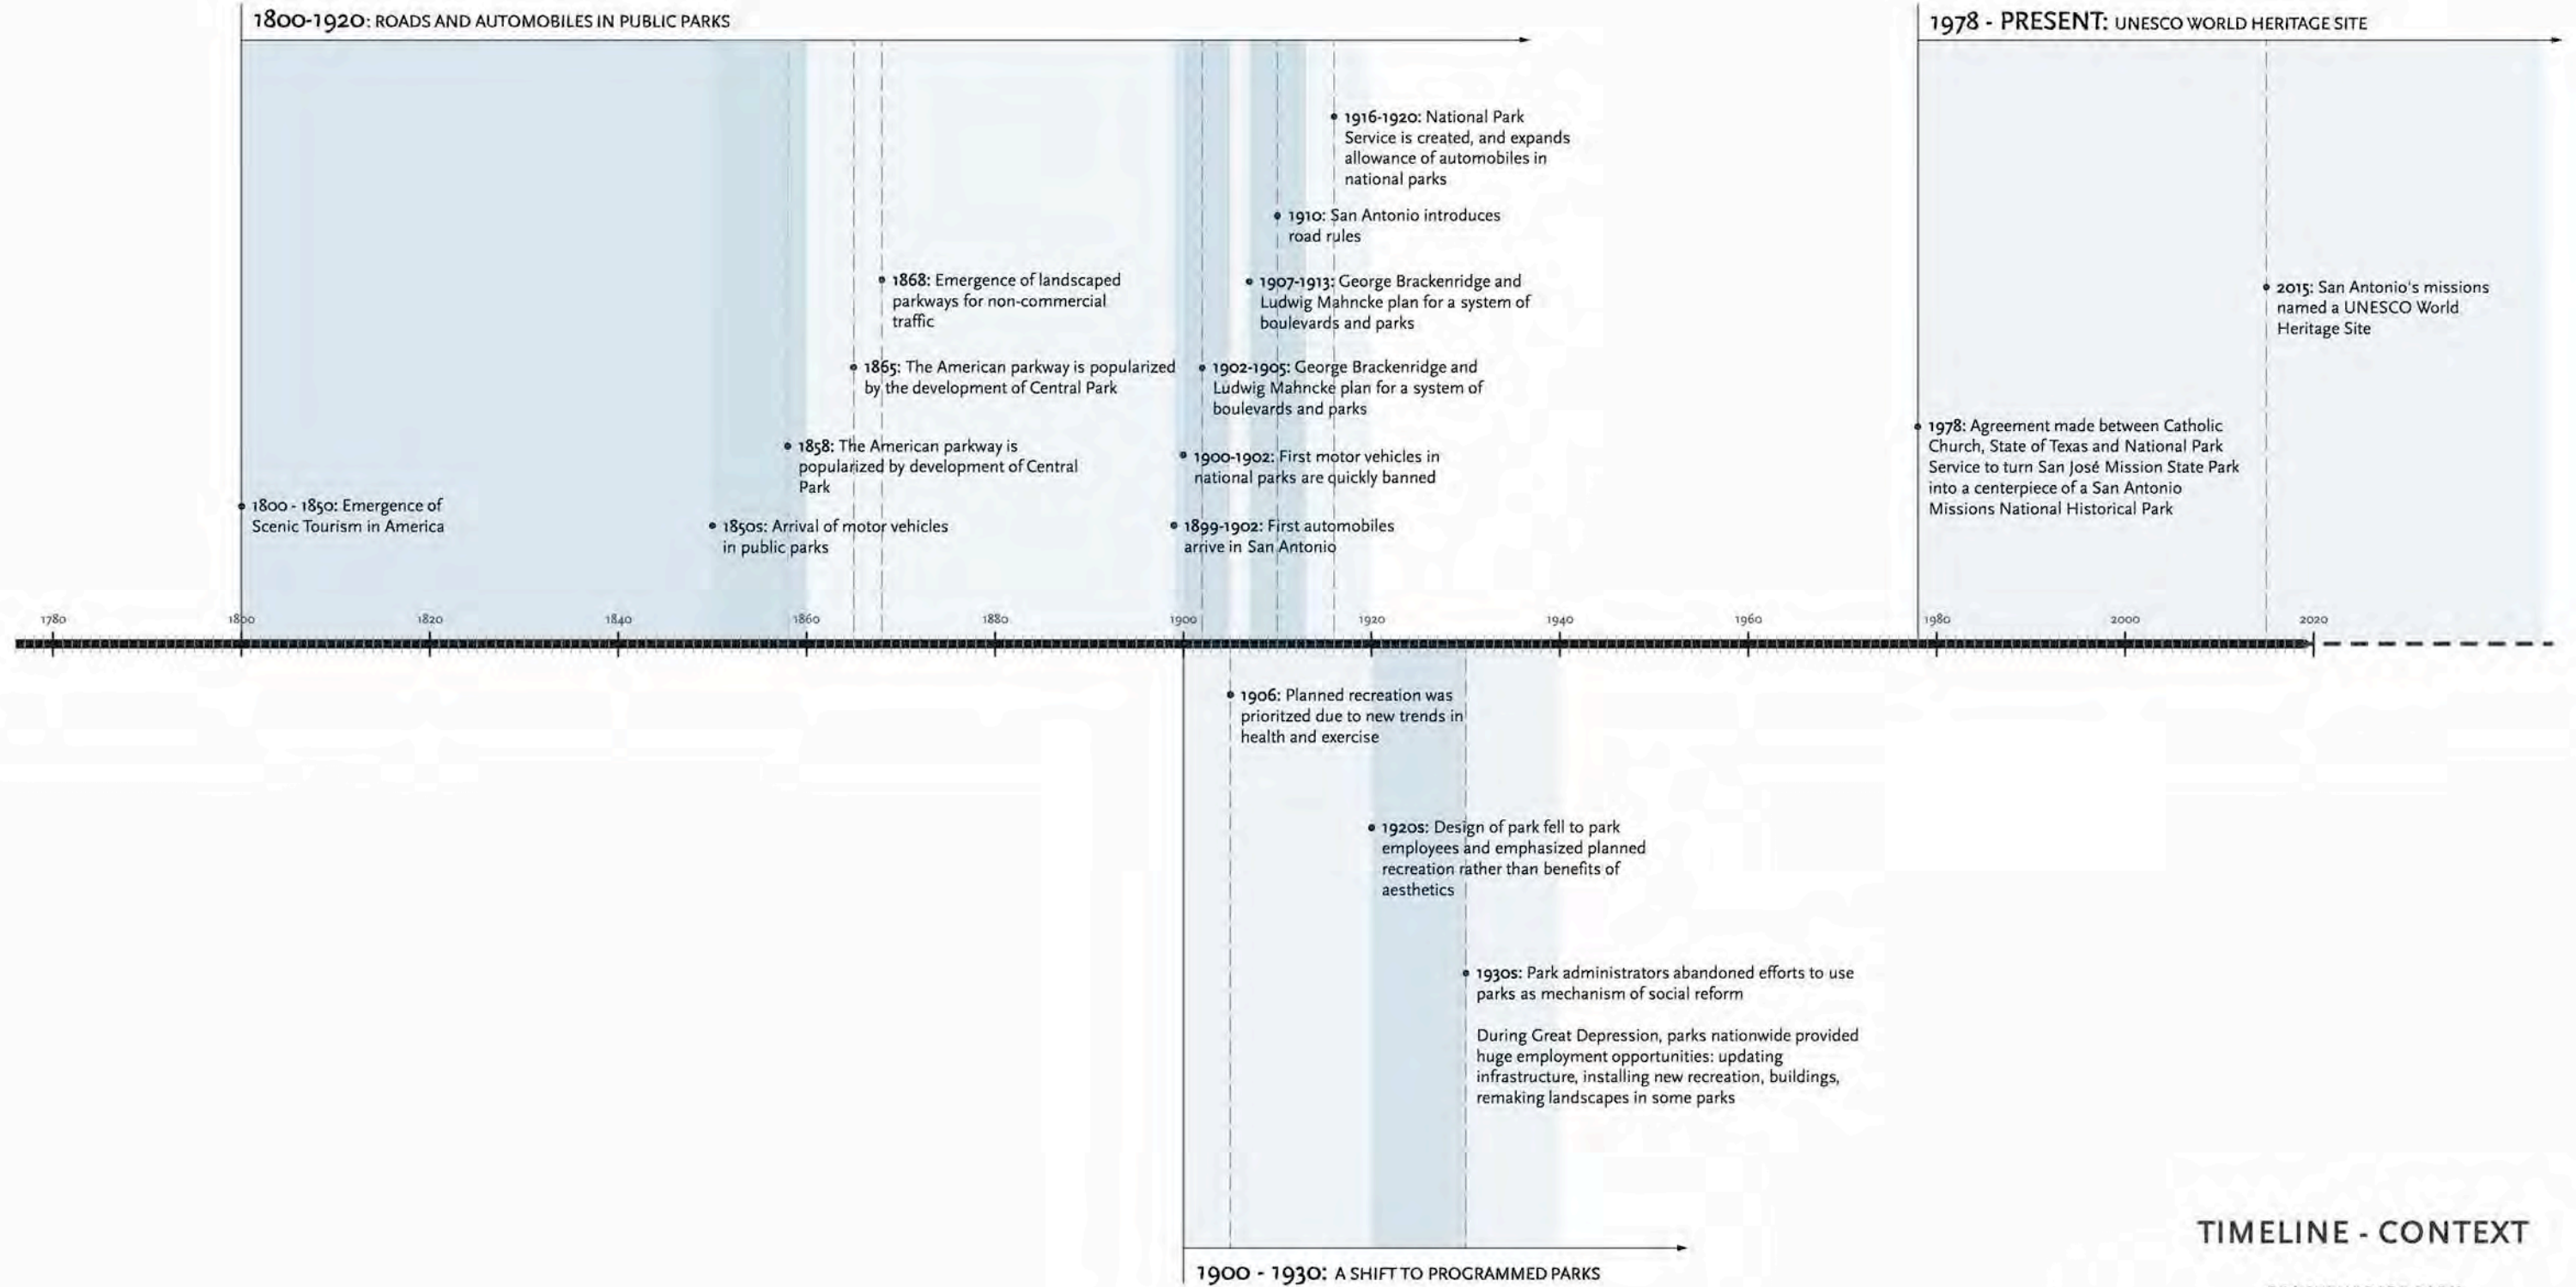 1800-1920: ROADS AND AUTOMOBILES IN PUBLIC PARKS
1978 - PRESENT: UNESCO WORLD HERITAGE SITE
1916-1920: National Park
Service is created, and expands
allowance of automobiles in
national parks
1910: San Antonio introduces
road rules
1868: Emergence of landscaped
parkways for non-commercial
traffic
1907-1913: George Brackenridge and
Ludwig Mahncke plan for a system of
boulevards and parks
2015: San Antonio's missions
named a UNESCO World
Heritage Site
1865: The American parkway is popularized
by the development of Central Park
1902-1905: George Brackenridge and
Ludwig Mahncke plan for a system of
boulevards and parks
1978: Agreement made between Catholic
Church, State of Texas and National Park
Service to turn San José Mission State Park
into a centerpiece of a San Antonio
Missions National Historical Park
1858: The American parkway is
popularized by development of Central
Park
1900-1902: First motor vehicles in
national parks are quickly banned
1800 - 1850: Emergence of
Scenic Tourism in America
1850s: Arrival of motor vehicles
in public parks
1899-1902: First automobiles
arrive in San Antonio
1780 1800 1820 1840 1860 1880 1900 1920 1940 1960 1980 2000 2020
1906: Planned recreation was
prioritzed due to new trends in
health and exercise
1920s: Design of park fell to park
employees and emphasized planned
recreation rather than benefits of
aesthetics
1930s: Park administrators abandoned efforts to use
parks as mechanism of social reform
During Great Depression, parks nationwide provided
huge employment opportunities: updating
infrastructure, installing new recreation, buildings,
remaking landscapes in some parks
TIMELINE - CONTEXT
1900 - 1930: A SHIFT TO PROGRAMMED PARKS